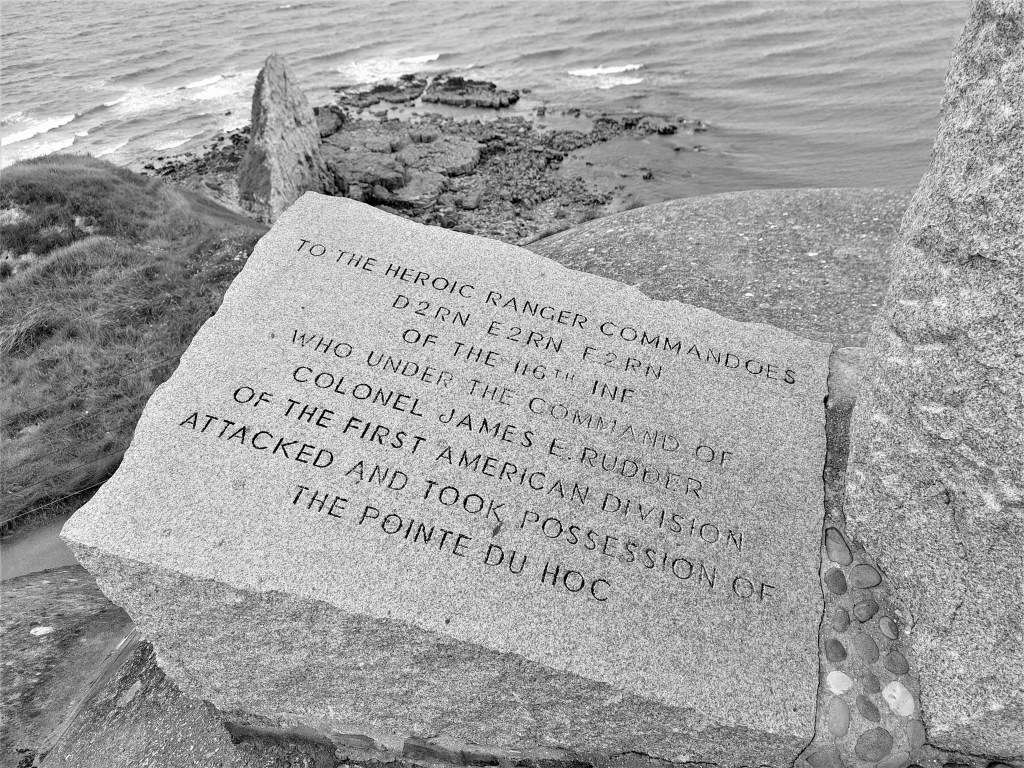 TO THE HEROIC RANGER COMMANDOES
D2RN E2RN F2RN
OF THE 116TH INF
WHO UNDER THE COMMAND OF
COLONEL JAMES E. RUDDER
OF THE FIRST AMERICAN DIVISION
ATTACKED AND TOOK POSSESSION OF
THE POINTE DU HOC